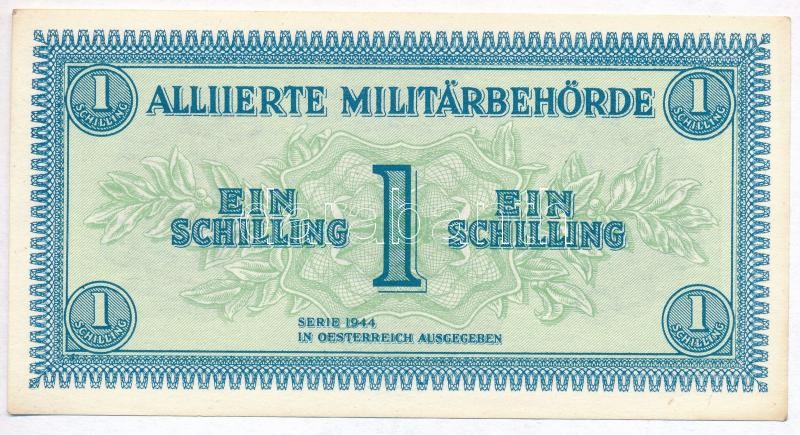 1
SCHILLING
ALLIIERTE MILITÄRBEHÖRDE
1
SCHILLING
EIN
SCHILLING
1
EIN
SCHILLING
1
SCHILLING
SERIE 1944
IN OESTERREICH AUSGEGEBEN
1
SCHILLING